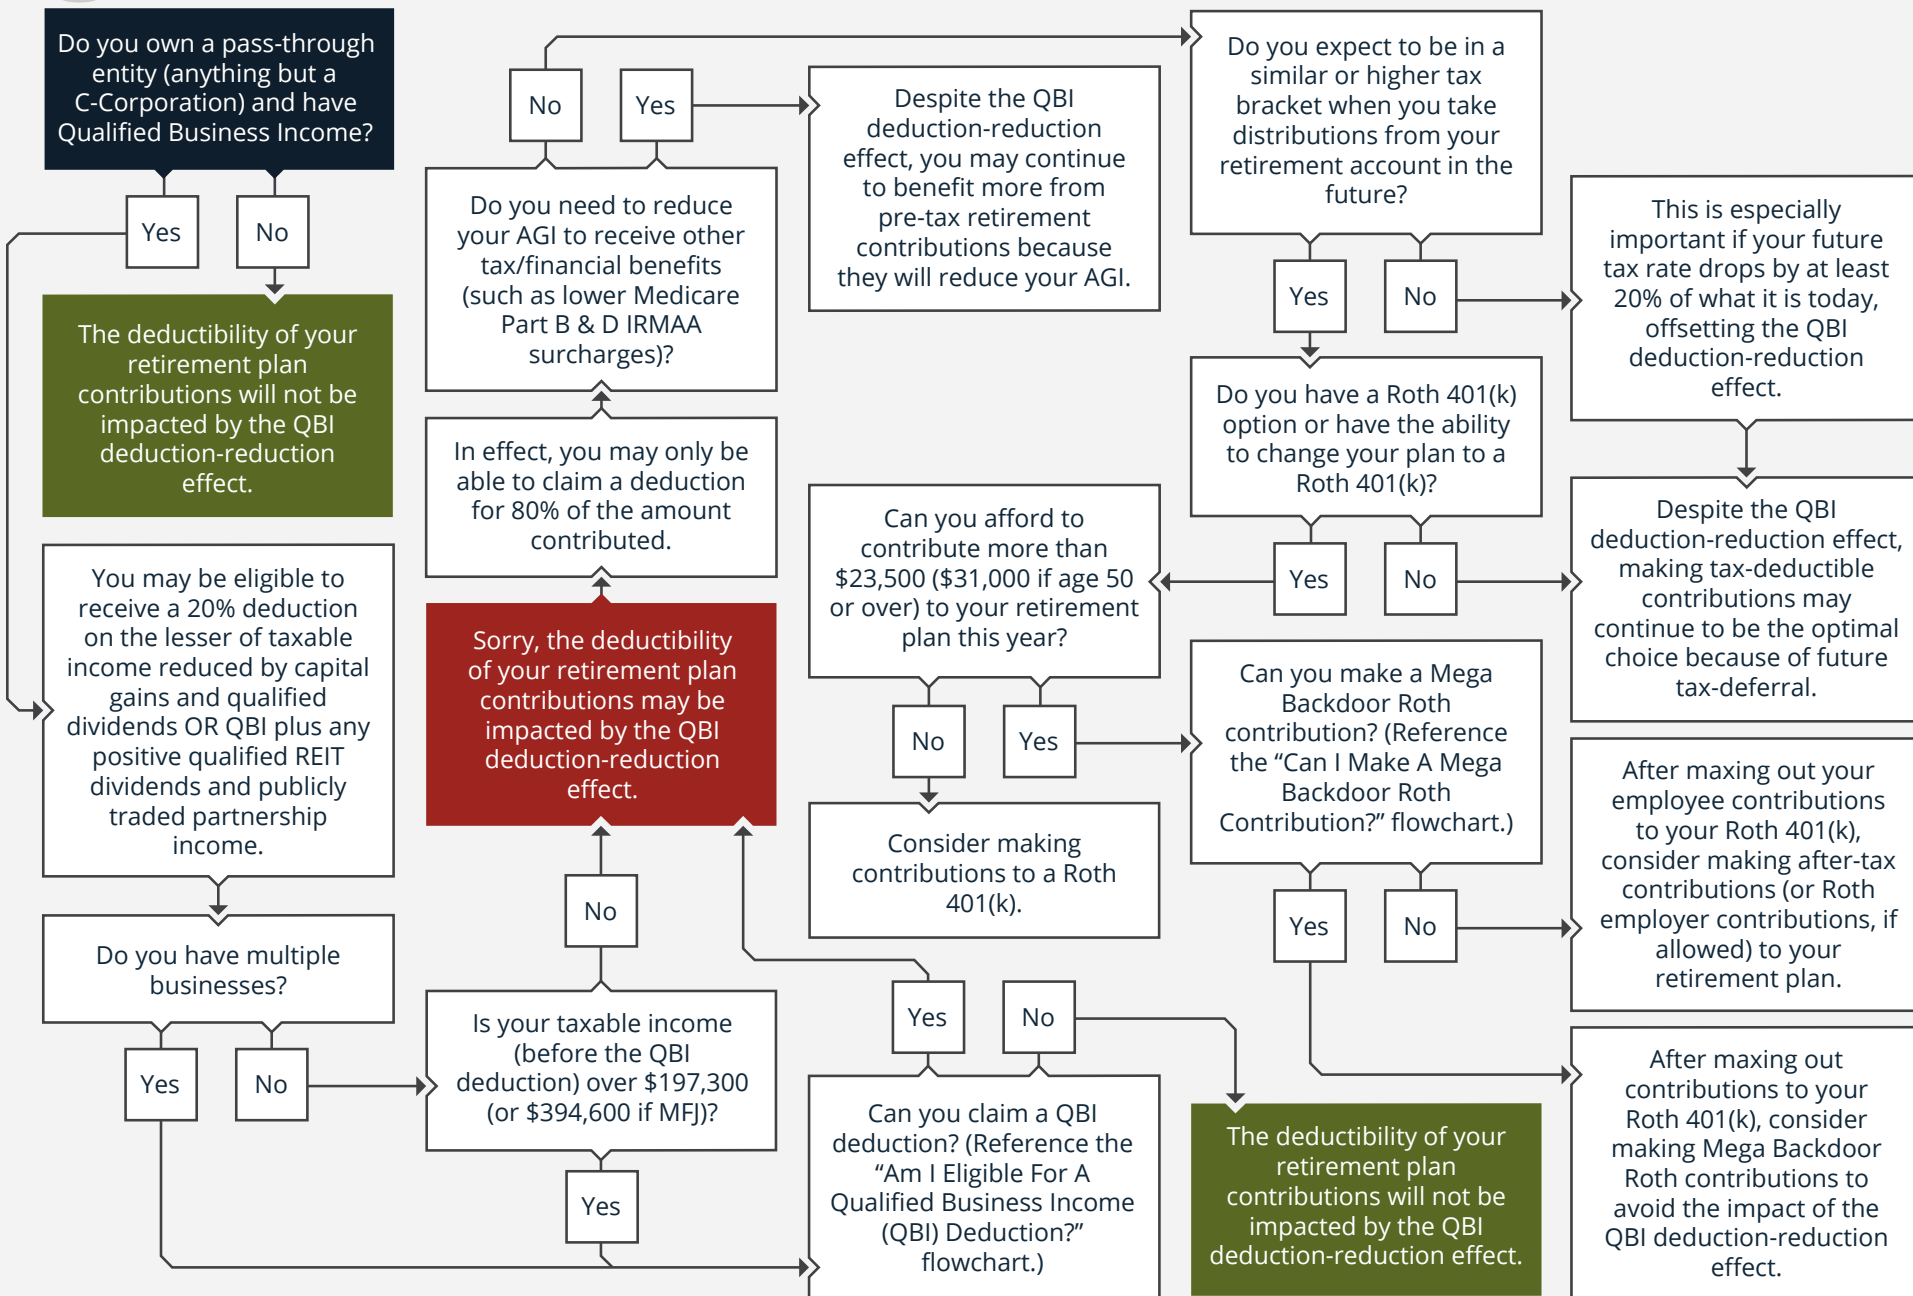 Do you own a pass-through
entity (anything but a
C-Corporation) and have
Qualified Business Income?
Yes
No
The deductibility of your
retirement plan
contributions will not be
impacted by the QBI
deduction-reduction
effect.
You may be eligible to
receive a 20% deduction
on the lesser of taxable
income reduced by capital
gains and qualified
dividends OR QBI plus any
positive qualified REIT
dividends and publicly
traded partnership
income.
Do you have multiple
businesses?
Yes
No
Is your taxable income
(before the QBI
deduction) over $197,300
(or $394,600 if MFJ)?
No
Yes
Sorry, the deductibility
of your retirement plan
contributions may be
impacted by the QBI
deduction-reduction
effect.
In effect, you may only be
able to claim a deduction
for 80% of the amount
contributed.
Do you need to reduce
your AGI to receive other
tax/financial benefits
(such as lower Medicare
Part B & D IRMAA
surcharges)?
No
Yes
Despite the QBI
deduction-reduction
effect, you may continue
to benefit more from
pre-tax retirement
contributions because
they will reduce your AGI.
Can you afford to
contribute more than
$23,500 ($31,000 if age 50
or over) to your retirement
plan this year?
No
Yes
Consider making
contributions to a Roth
401(k).
Yes
No
Can you claim a QBI
deduction? (Reference the
“Am I Eligible For A
Qualified Business Income
(QBI) Deduction?”
flowchart.)
Do you expect to be in a
similar or higher tax
bracket when you take
distributions from your
retirement account in the
future?
Yes
No
Do you have a Roth 401(k)
option or have the ability
to change your plan to a
Roth 401(k)?
Yes
No
Can you make a Mega
Backdoor Roth
contribution? (Reference
the “Can I Make A Mega
Backdoor Roth
Contribution?” flowchart.)
Yes
No
The deductibility of your
retirement plan
contributions will not be
impacted by the QBI
deduction-reduction effect.
This is especially
important if your future
tax rate drops by at least
20% of what it is today,
offsetting the QBI
deduction-reduction
effect.
Despite the QBI
deduction-reduction effect,
making tax-deductible
contributions may
continue to be the optimal
choice because of future
tax-deferral.
After maxing out your
employee contributions
to your Roth 401(k),
consider making after-tax
contributions (or Roth
employer contributions, if
allowed) to your
retirement plan.
After maxing out
contributions to your
Roth 401(k), consider
making Mega Backdoor
Roth contributions to
avoid the impact of the
QBI deduction-reduction
effect.